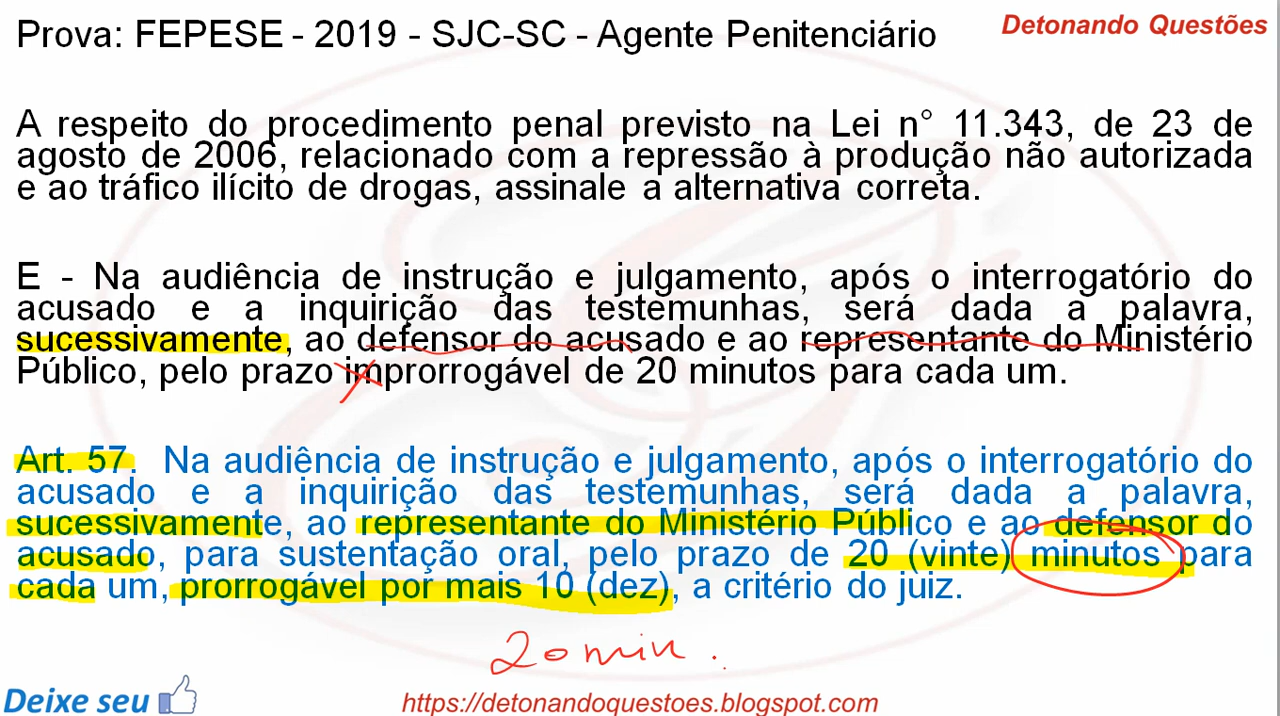 Prova: FEPESE - 2019 - SJC-SC - Agente Penitenciário
Detonando Questões
A respeito do procedimento penal previsto na Lei n° 11.343, de 23 de
agosto de 2006, relacionado com a repressão à produção não autorizada
e ao tráfico ilícito de drogas, assinale a alternativa correta.
E - Na audiência de instrução e julgamento, após o interrogatório do
acusado e a inquirição das testemunhas, será dada a palavra,
sucessivamente, ao defensor do acusado e ao representante do Ministério
Público, pelo prazo improrrogável de 20 minutos para cada um.
Art. 57. Na audiência de instrução e julgamento, após o interrogatório do
acusado e a inquirição das testemunhas, será dada a palavra,
sucessivamente, ao representante do Ministério Público e ao defensor do
acusado, para sustentação oral, pelo prazo de 20 (vinte) minutos para
cada um, prorrogável por mais 10 (dez), a critério do juiz.
20 min.
Deixe seu
https://detonandoquestoes.blogspot.com